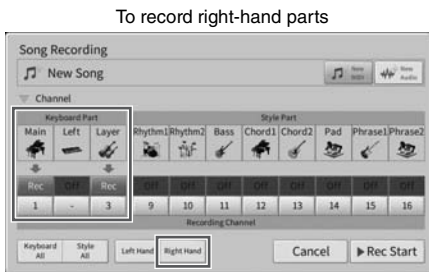 To record right-hand parts
Song Recording
New Song
New MIDI
New Audio
Channel
Keyboard Part
Style Part
Main Left Layer Rhythm1 Rhythm2 Bass Chord1 Chord2 Pad Phrase1 Phrase2
Rec Off Rec Off Off Off Off Off Off Off Off
1 - 3 9 10 11 12 13 14 15 16
Recording Channel
Keyboard All
Style All
Left Hand
Right Hand
Cancel
▶Rec Start